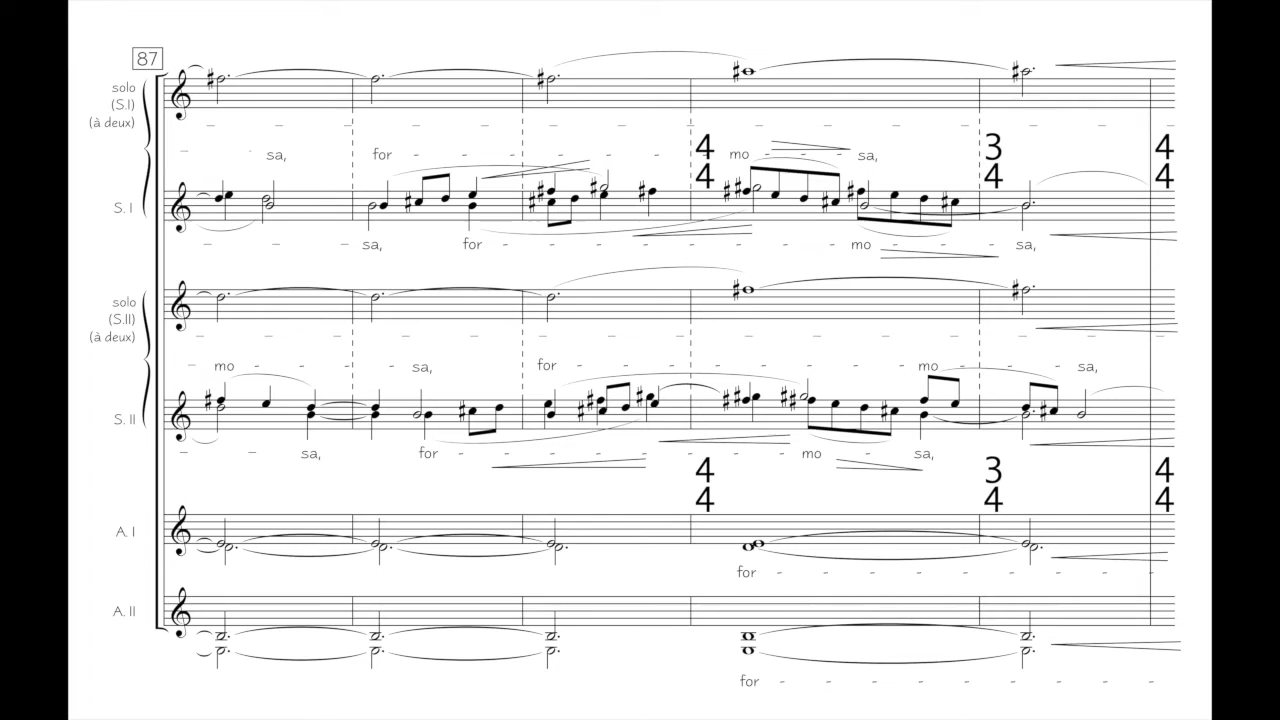 87
solo
(S.I)
(à deux)
sa, for - - - - - - - - mo - - - sa,
4 3 4
4 4 4
S. I
sa, for - - - - - - - - - - - mo - - - sa,
solo
(S.II)
(à deux)
mo - - - - sa, for - - - - - - - - - - mo - - - sa,
S. II
sa, for - - - - - - - - - - mo - - sa,
4 3 4
4 4 4
A. I
for - - - - - - - - - -
A. II
for - - - - - - - - - -